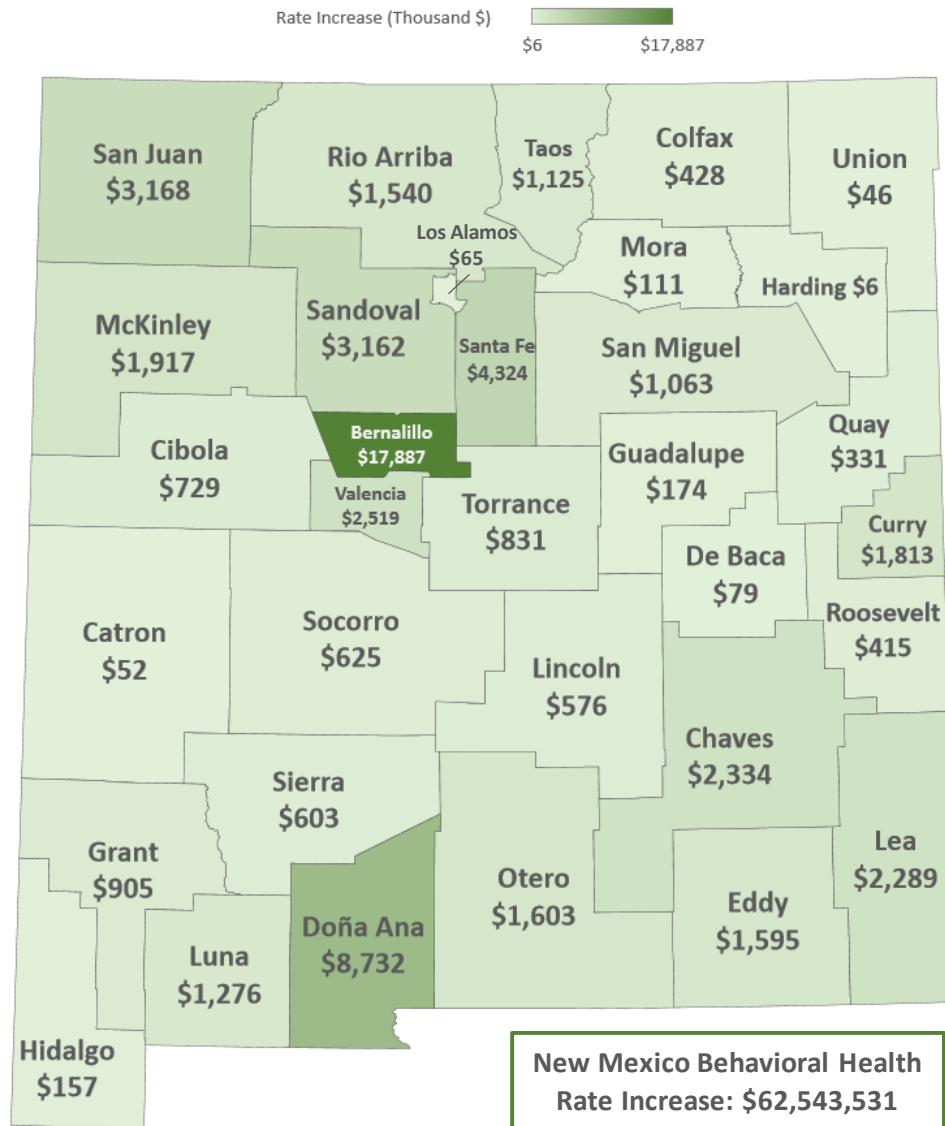 Rate Increase (Thousand $)
$6
$17,887
San Juan
$3,168
Rio Arriba
$1,540
Taos
$1,125
Colfax
$428
Union
$46
Los Alamos
$65
Mora
$111
Harding $6
McKinley
$1,917
Sandoval
$3,162
Santa Fe
$4,324
San Miguel
$1,063
Cibola
$729
Bernalillo
$17,887
Valencia
$2,519
Torrance
$831
Guadalupe
$174
Quay
$331
Curry
$1,813
De Baca
$79
Roosevelt
$415
Catron
$52
Socorro
$625
Lincoln
$576
Chaves
$2,334
Sierra
$603
Grant
$905
Lea
$2,289
Otero
$1,603
Eddy
$1,595
Doña Ana
$8,732
Luna
$1,276
Hidalgo
$157
New Mexico Behavioral Health
Rate Increase: $62,543,531